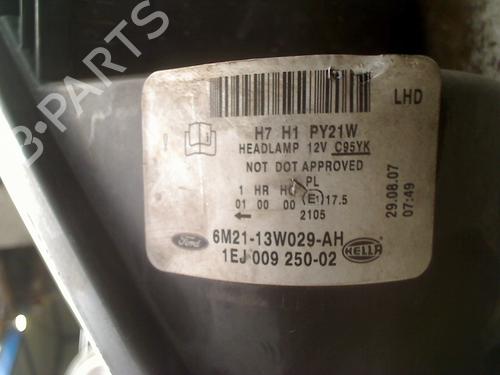 B-PARTS
LHD
H7 H1 PY21W
HEADLAMP 12V C95YK
NOT DOT APPROVED
PL
1 HR
01 00 00 E1 17.5
2105
29.08.07
07:49
Ford
6M21-13W029-AH
HELLA
1EJ 009 250-02